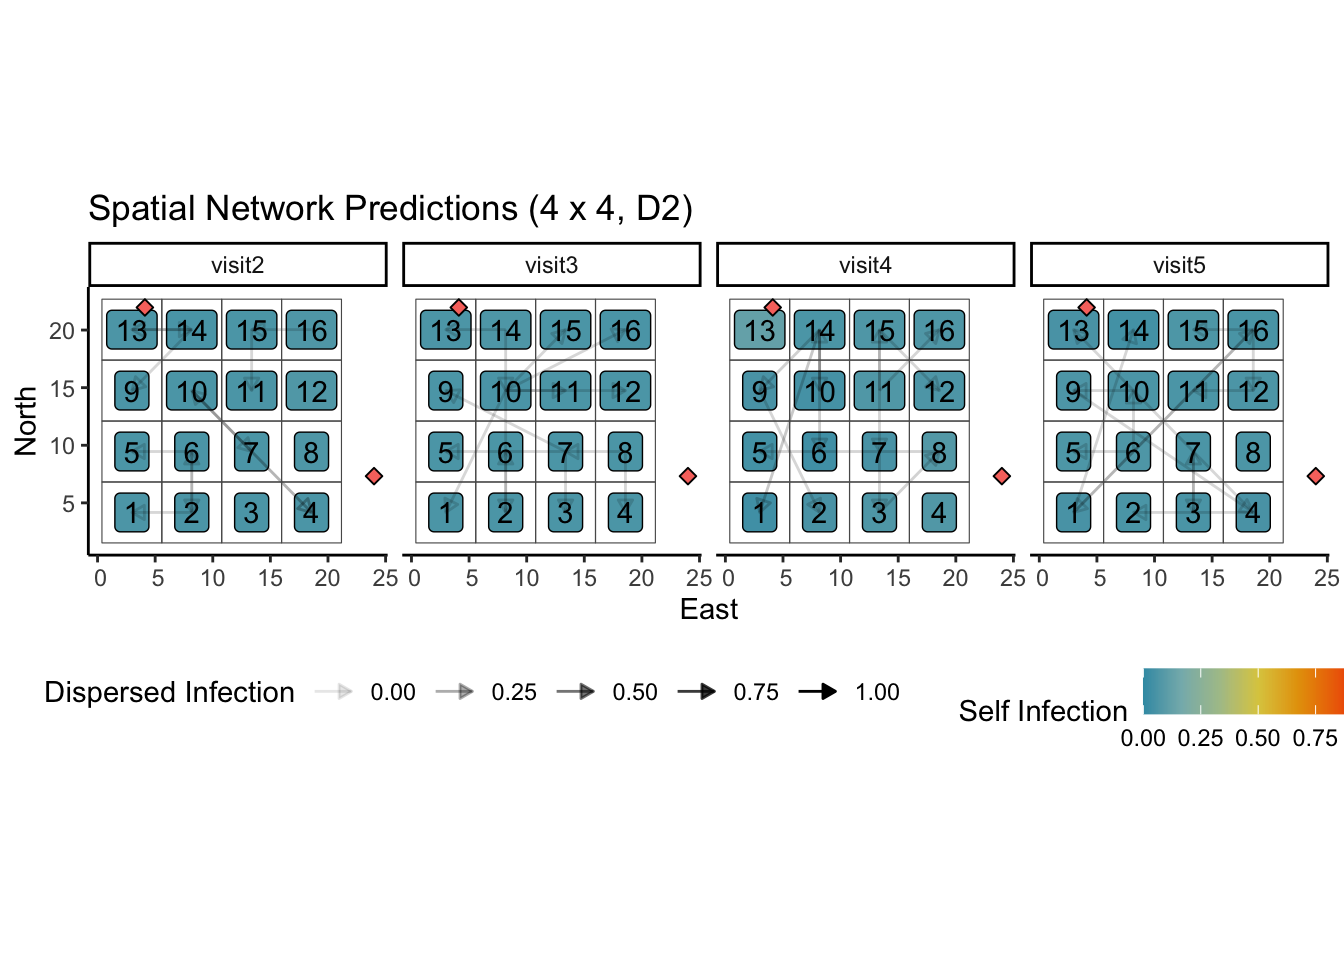 Spatial Network Predictions (4 x 4, D2)
visit2 visit3 visit4 visit5
13 14 15 16 13 14 15 16 13 14 15 16 13 14 15 16
9 10 11 12 9 10 11 12 9 10 11 12 9 10 11 12
5 6 7 8 5 6 7 8 5 6 7 8 5 6 7 8
1 2 3 4 1 2 3 4 1 2 3 4 1 2 3 4
20
15
10
5
North
0 5 10 15 20 25 0 5 10 15 20 25 0 5 10 15 20 25 0 5 10 15 20 25
East
Dispersed Infection 0.00 0.25 0.50 0.75 1.00
Self Infection
0.00 0.25 0.50 0.75